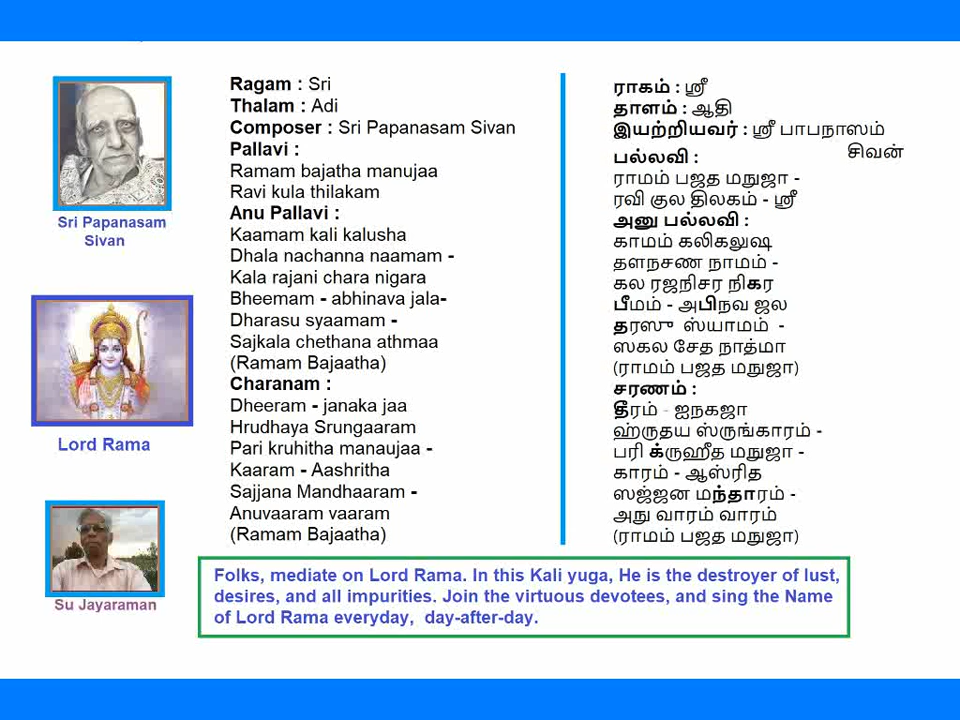 Sri Papanasam
Sivan
Lord Rama
Su Jayaraman
Ragam : Sri
Thalam : Adi
Composer : Sri Papanasam Sivan
Pallavi :
Ramam bajatha manujaa
Ravi kula thilakam
Anu Pallavi :
Kaamam kali kalusha
Dhala nachanna naamam -
Kala rajani chara nigara
Bheemam - abhinava jala-
Dharasu syaamam -
Sajkala chethana athmaa
(Ramam Bajaatha)
Charanam :
Dheeram - janaka jaa
Hrudhaya Srungaaram
Pari kruhitha manaujaa -
Kaaram - Aashritha
Sajjana Mandhaaram -
Anuvaaram vaaram
(Ramam Bajaatha)
ராகம் : ஸ்ரீ
தாளம் : ஆதி
இயற்றியவர் : ஸ்ரீ பாபநாஸம்
சிவன்
பல்லவி :
ராமம் பஜத மநுஜா -
ரவி குல திலகம் - ஸ்ரீ
அனு பல்லவி :
காமம் கலிகலுஷ
தளநசண நாமம் -
கல ரஜநிசர நிகர
பீமம் - அபிநவ ஜல
தரஸு ஸ்யாமம் -
ஸகல சேத நாத்மா
(ராமம் பஜத மநுஜா)
சரணம் :
தீரம் - ஐநகஜா
ஹ்ருதய ஸ்ருங்காரம் -
பரி க்ருஹீத மநுஜா -
காரம் - ஆஸ்ரித
ஸஜ்ஜன மந்தாரம் -
அநு வாரம் வாரம்
(ராமம் பஜத மநுஜா)
Folks, mediate on Lord Rama. In this Kali yuga, He is the destroyer of lust,
desires, and all impurities. Join the virtuous devotees, and sing the Name
of Lord Rama everyday, day-after-day.